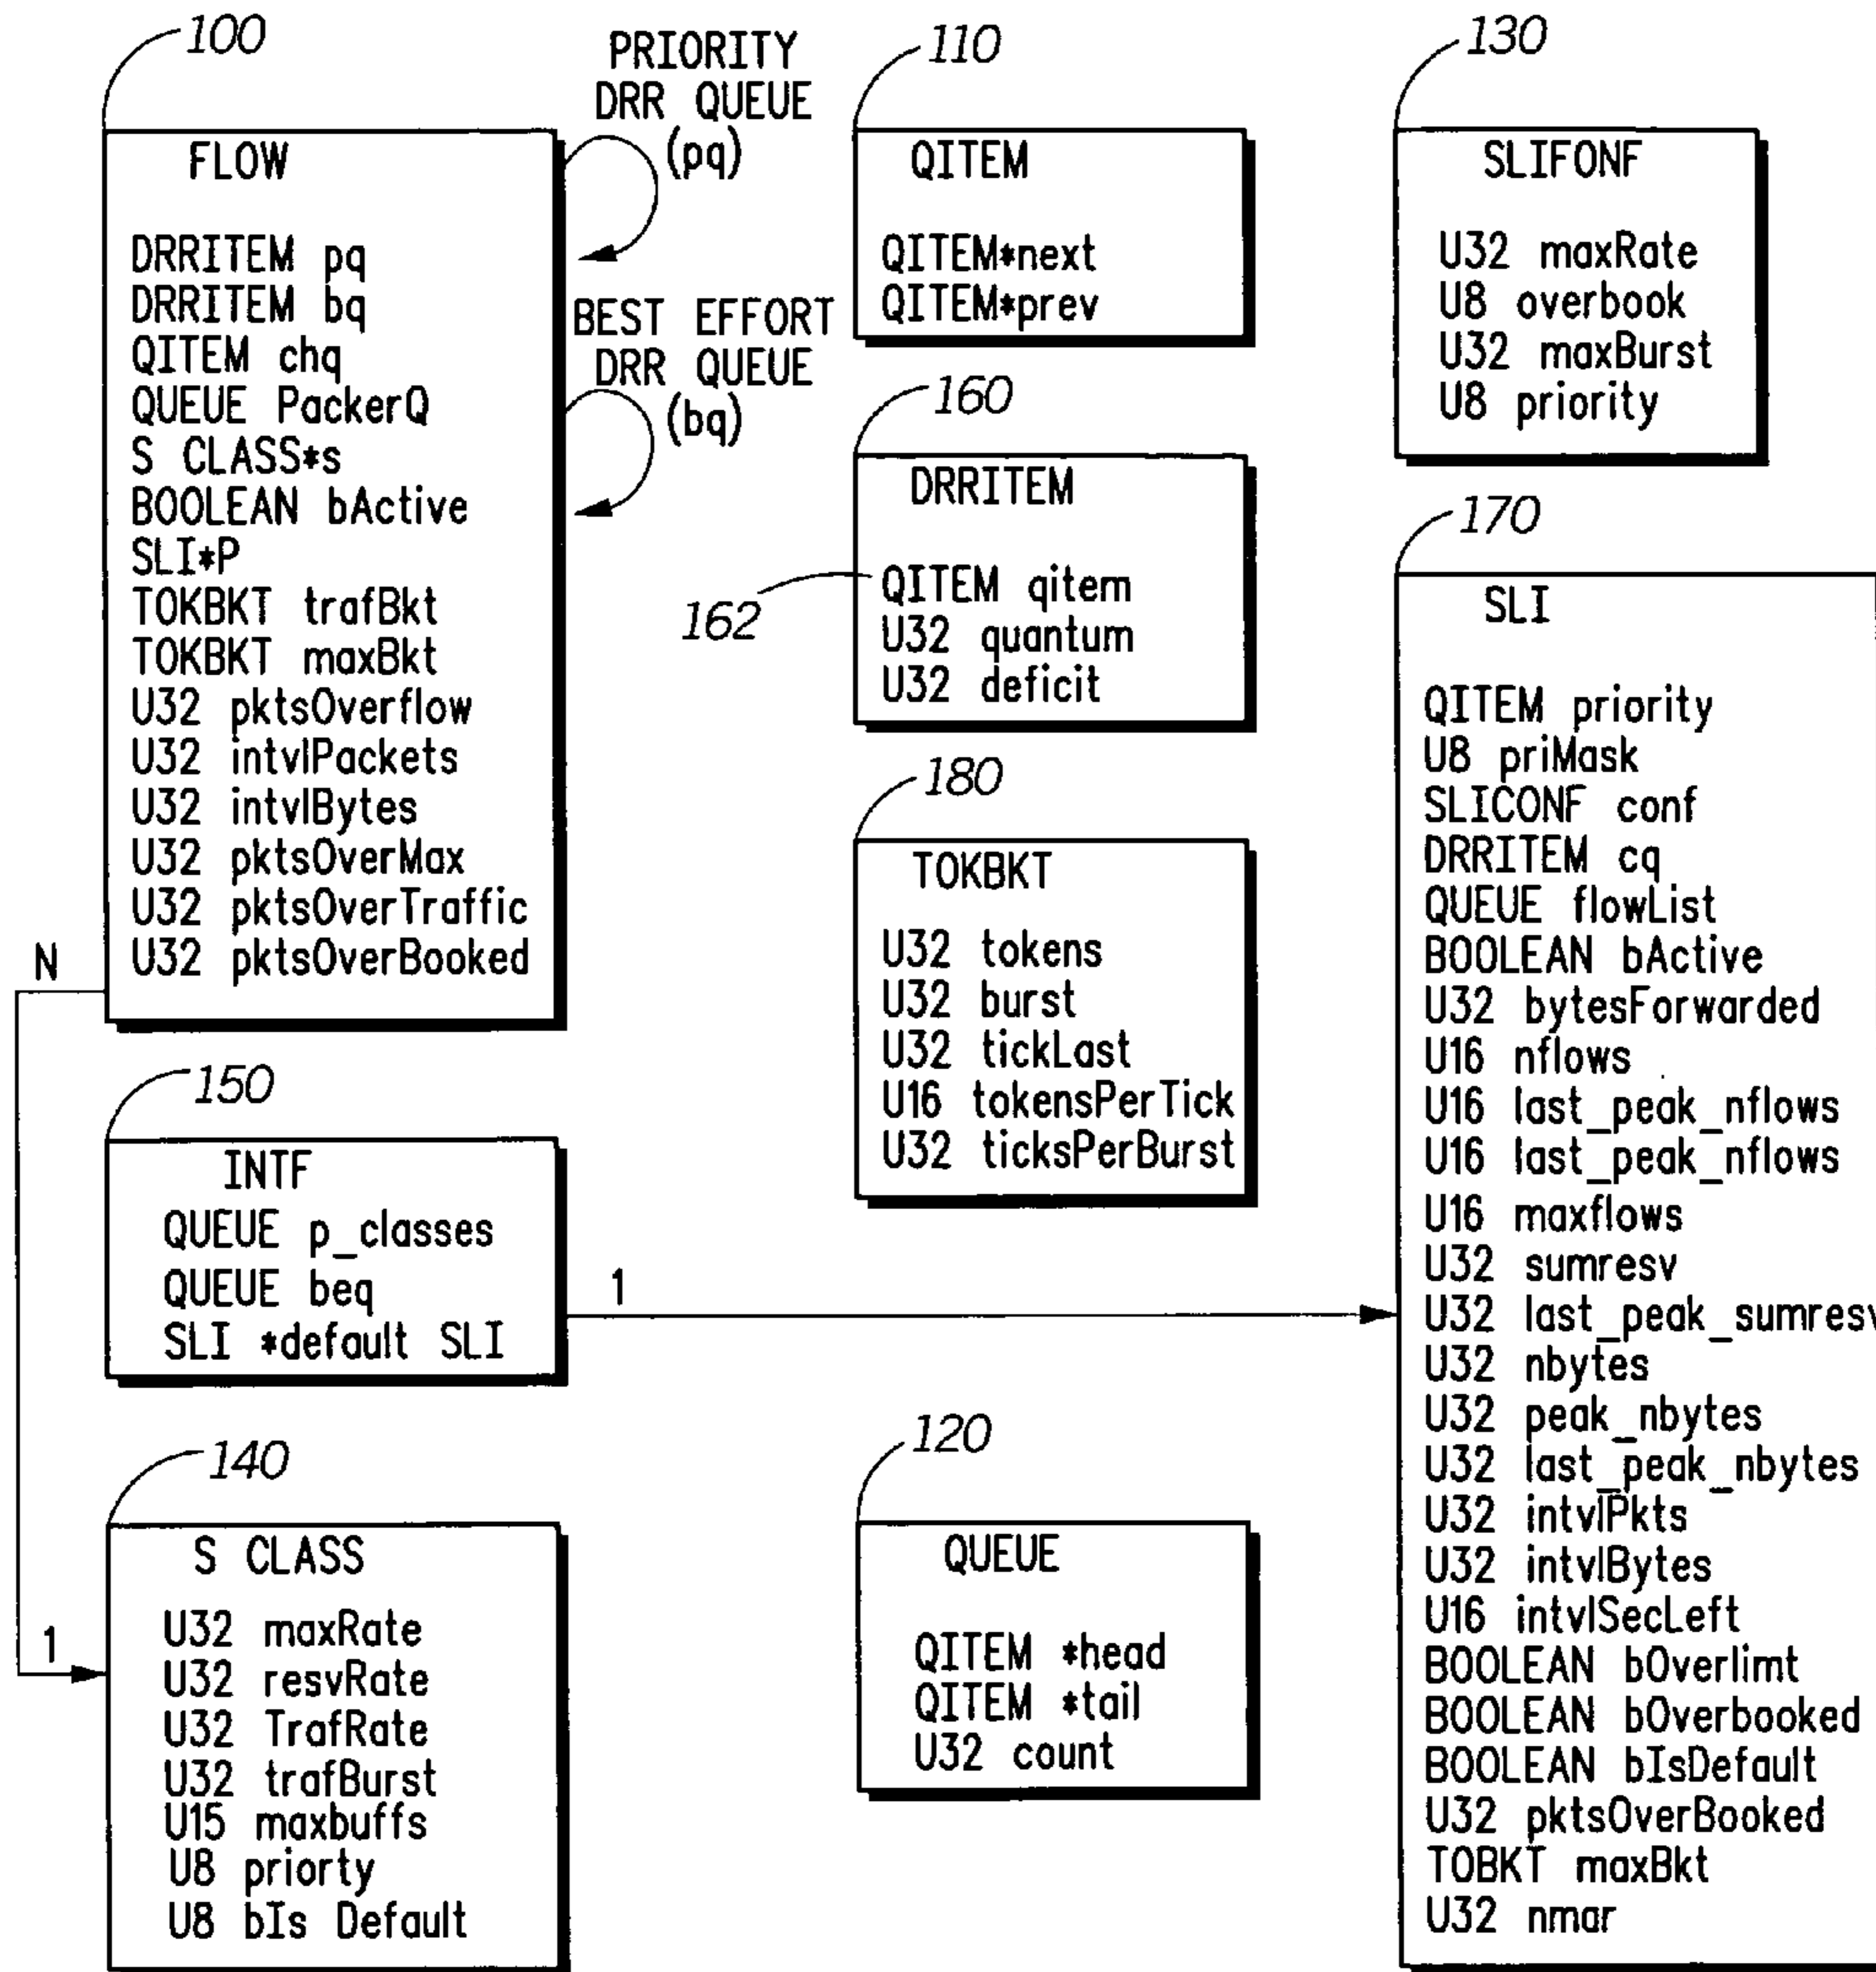 100
FLOW
DRRITEM pq
DRRITEM bq
QITEM chq
QUEUE PackerQ
S CLASS*s
BOOLEAN bActive
SLI*P
TOKBKT trafBkt
TOKBKT maxBkt
U32 pktsOverflow
U32 intvlPackets
U32 intvlBytes
U32 pktsOverMax
U32 pktsOverTraffic
U32 pktsOverBooked
PRIORITY
DRR QUEUE
(pq)
BEST EFFORT
DRR QUEUE
(bq)
N
1
150
INTF
QUEUE p_classes
QUEUE beq
SLI *default SLI
1
140
S CLASS
U32 maxRate
U32 resvRate
U32 TrafRate
U32 trafBurst
U15 maxbuffs
U8 priorty
U8 bIs Default
110
QITEM
QITEM*next
QITEM*prev
160
DRRITEM
QITEM qitem
U32 quantum
U32 deficit
162
180
TOKBKT
U32 tokens
U32 burst
U32 tickLast
U16 tokensPerTick
U32 ticksPerBurst
120
QUEUE
QITEM *head
QITEM *tail
U32 count
130
SLIFONF
U32 maxRate
U8 overbook
U32 maxBurst
U8 priority
170
SLI
QITEM priority
U8 priMask
SLICONF conf
DRRITEM cq
QUEUE flowList
BOOLEAN bActive
U32 bytesForwarded
U16 nflows
U16 last_peak_nflows
U16 last_peak_nflows
U16 maxflows
U32 sumresv
U32 last_peak_sumresv
U32 nbytes
U32 peak_nbytes
U32 last_peak_nbytes
U32 intvlPkts
U32 intvlBytes
U16 intvlSecLeft
BOOLEAN bOverlimt
BOOLEAN bOverbooked
BOOLEAN bIsDefault
U32 pktsOverBooked
TOBKT maxBkt
U32 nmar